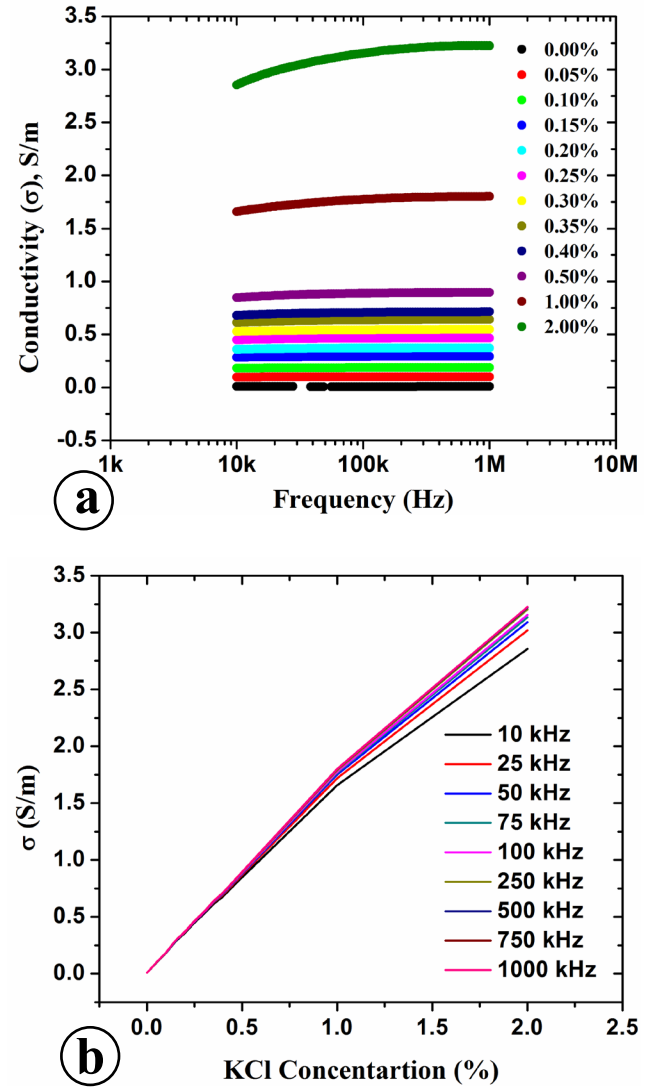 3.5
3.0
2.5
2.0
1.5
1.0
0.5
0.0
-0.5
Conductivity (σ), S/m
0.00%
0.05%
0.10%
0.15%
0.20%
0.25%
0.30%
0.35%
0.40%
0.50%
1.00%
2.00%
1k 10k 100k 1M 10M
Frequency (Hz)
a
3.5
3.0
2.5
2.0
1.5
1.0
0.5
0.0
σ (S/m)
10 kHz
25 kHz
50 kHz
75 kHz
100 kHz
250 kHz
500 kHz
750 kHz
1000 kHz
0.0 0.5 1.0 1.5 2.0 2.5
KCl Concentartion (%)
b